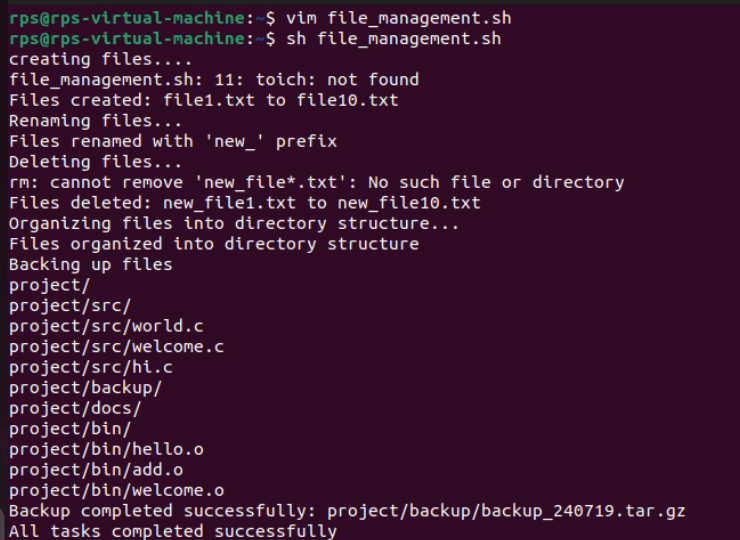 rps@rps-virtual-machine:~$ vim file_management.sh
rps@rps-virtual-machine:~$ sh file_management.sh
creating files....
file_management.sh: 11: toich: not found
Files created: file1.txt to file10.txt
Renaming files...
Files renamed with 'new_' prefix
Deleting files...
rm: cannot remove 'new_file*.txt': No such file or directory
Files deleted: new_file1.txt to new_file10.txt
Organizing files into directory structure...
Files organized into directory structure
Backing up files
project/
project/src/
project/src/world.c
project/src/welcome.c
project/src/hi.c
project/backup/
project/docs/
project/bin/
project/bin/hello.o
project/bin/add.o
project/bin/welcome.o
Backup completed successfully: project/backup/backup_240719.tar.gz
All tasks completed successfully